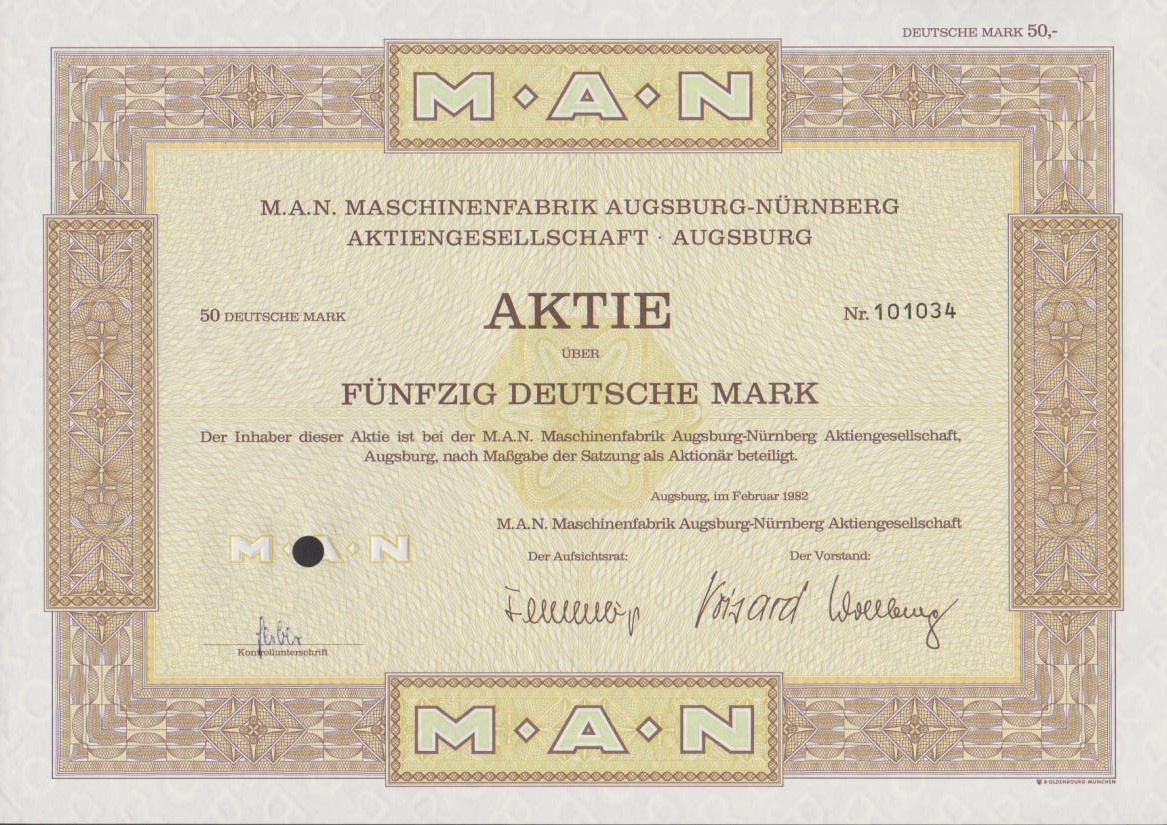 DEUTSCHE MARK 50,-
M·A·N
M.A.N. MASCHINENFABRIK AUGSBURG-NÜRNBERG
AKTIENGESELLSCHAFT · AUGSBURG
50 DEUTSCHE MARK
AKTIE
Nr. 101034
ÜBER
FÜNFZIG DEUTSCHE MARK
Der Inhaber dieser Aktie ist bei der M.A.N. Maschinenfabrik Augsburg-Nürnberg Aktiengesellschaft,
Augsburg, nach Maßgabe der Satzung als Aktionär beteiligt.
Augsburg, im Februar 1982
M.A.N. Maschinenfabrik Augsburg-Nürnberg Aktiengesellschaft
M·A·N
Der Aufsichtsrat:
Der Vorstand:
Kontrollunterschrift
M·A·N
R·OLDENBOURG·MÜNCHEN